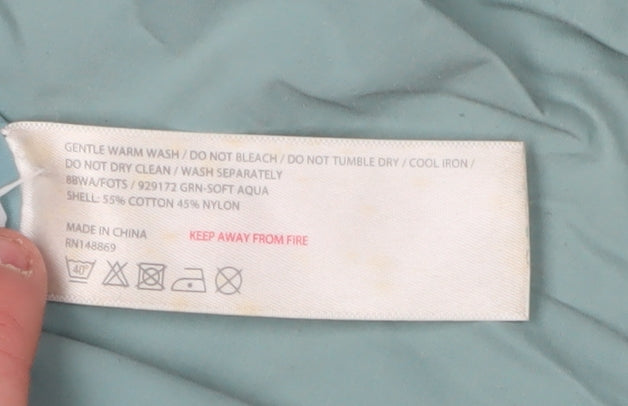 GENTLE WARM WASH / DO NOT BLEACH / DO NOT TUMBLE DRY / COOL IRON /
DO NOT DRY CLEAN / WASH SEPARATELY
8BWA/FOTS / 929172 GRN-SOFT AQUA
SHELL: 55% COTTON 45% NYLON
MADE IN CHINA
RN148869
KEEP AWAY FROM FIRE
40°